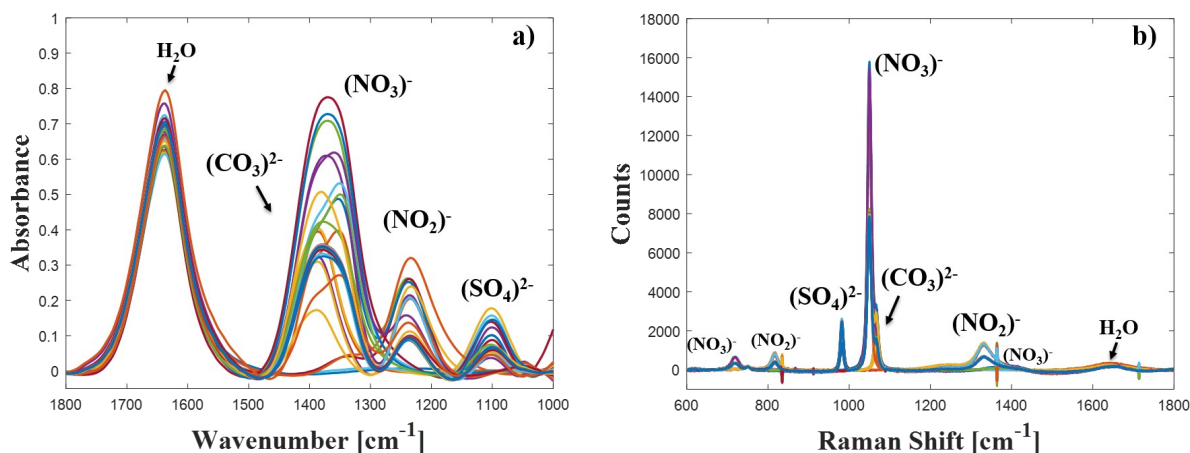 a)
H₂O
(NO₃)⁻
(CO₃)²⁻
(NO₂)⁻
(SO₄)²⁻
Absorbance
1
0.9
0.8
0.7
0.6
0.5
0.4
0.3
0.2
0.1
0
1800 1700 1600 1500 1400 1300 1200 1100 1000
Wavenumber [cm⁻¹]
b)
(NO₃)⁻
(SO₄)²⁻
(CO₃)²⁻
(NO₃)⁻
(NO₂)⁻
(NO₂)⁻
(NO₃)⁻
H₂O
Counts
18000
16000
14000
12000
10000
8000
6000
4000
2000
0
600 800 1000 1200 1400 1600 1800
Raman Shift [cm⁻¹]